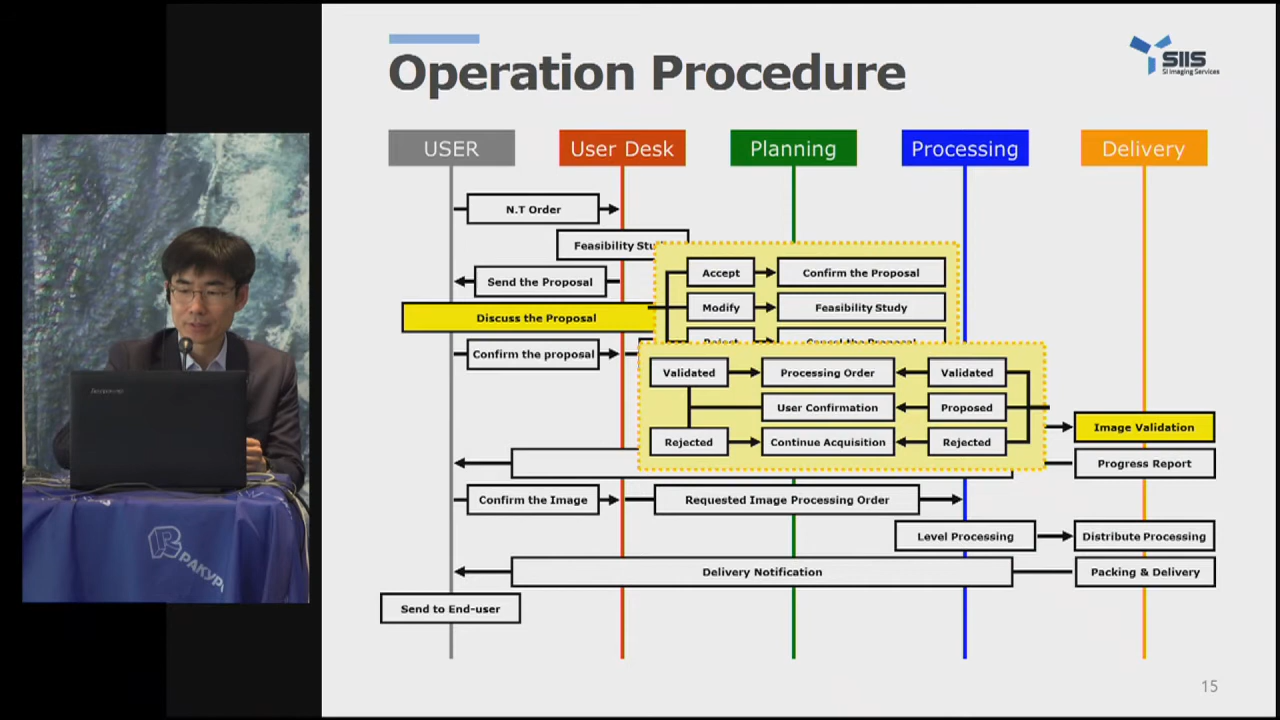 Operation Procedure
SIIS
SI Imaging Services
USER
User Desk
Planning
Processing
Delivery
N.T Order
Feasibility Stu
Send the Proposal
Discuss the Proposal
Confirm the proposal
Accept
Confirm the Proposal
Modify
Feasibility Study
Reject
Cancel the Proposal
Validated
Processing Order
Validated
User Confirmation
Proposed
Rejected
Continue Acquisition
Rejected
Image Validation
Progress Report
Confirm the Image
Requested Image Processing Order
Level Processing
Distribute Processing
Delivery Notification
Packing & Delivery
Send to End-user
15
lenovo
РАКУРС